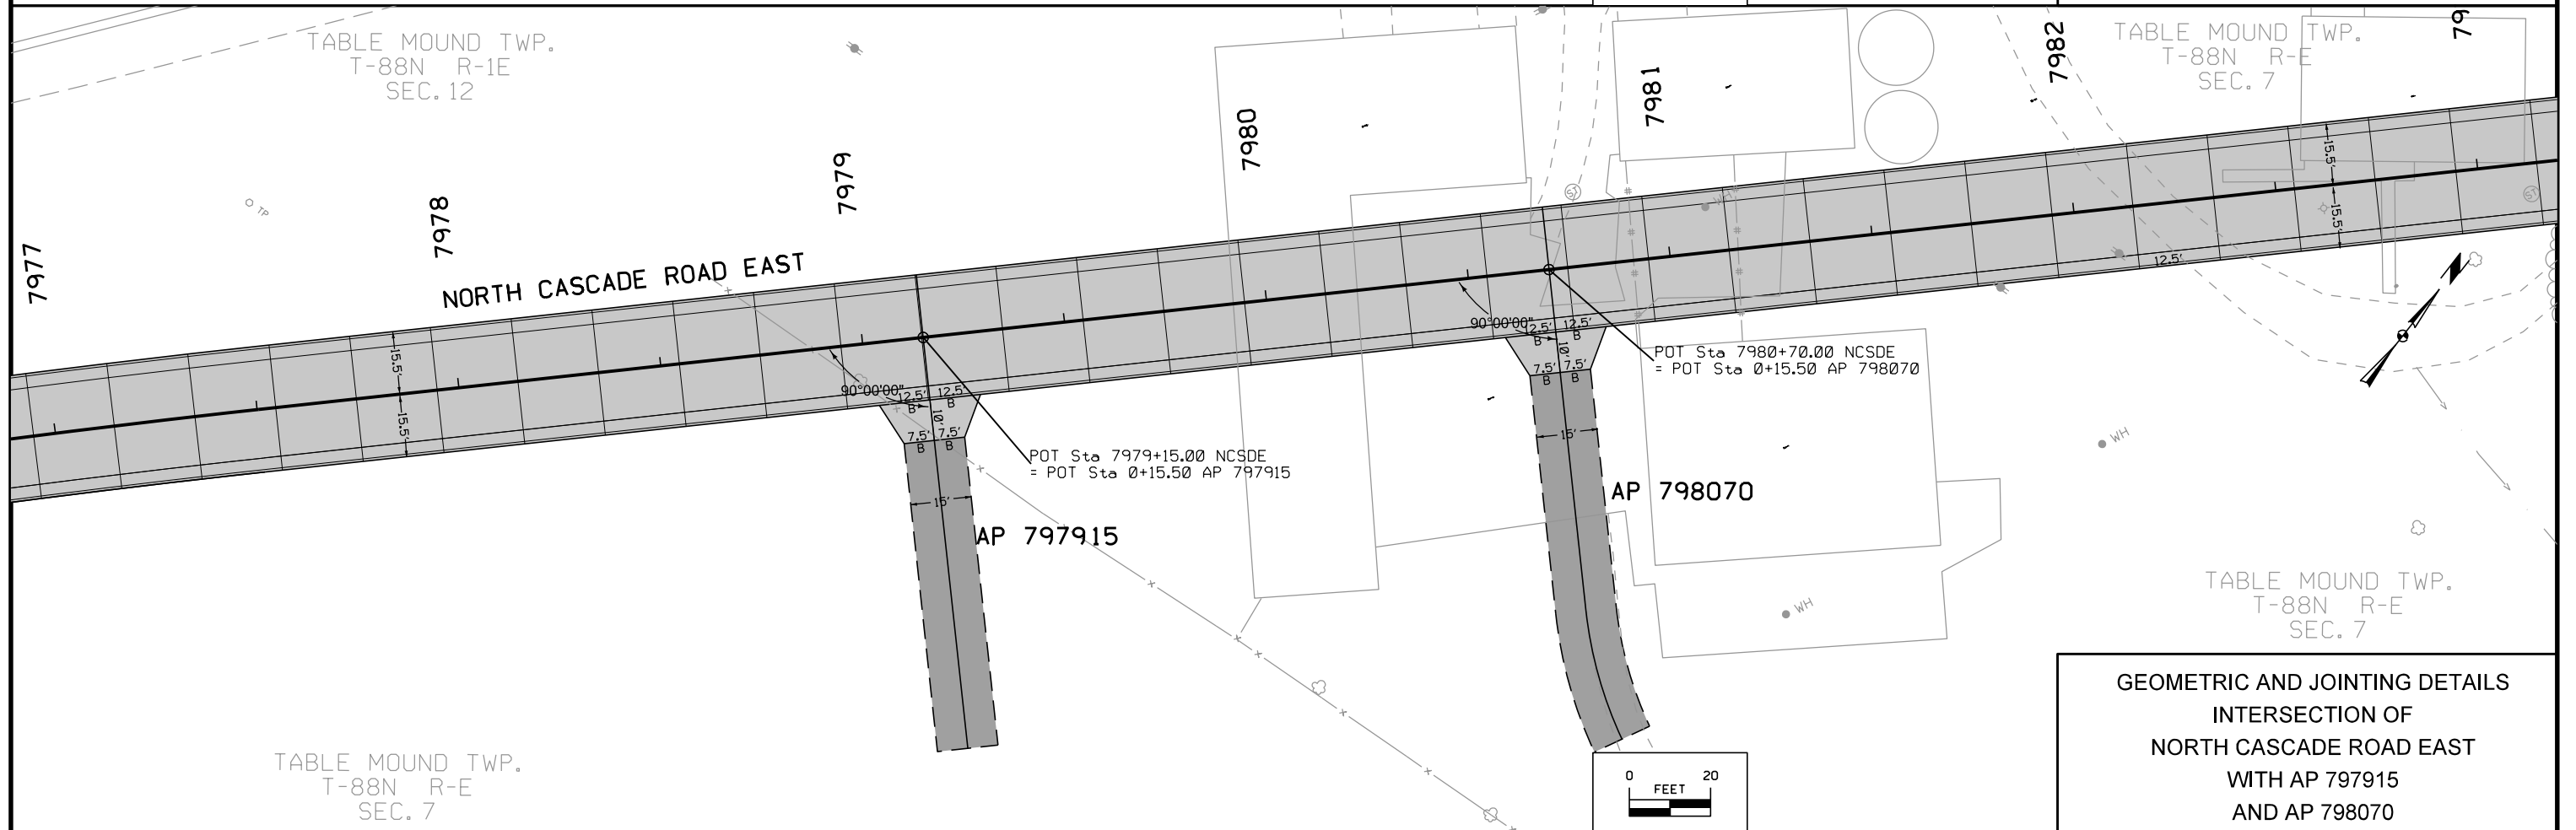 TABLE MOUND TWP.
T-88N R-1E
SEC. 12
TABLE MOUND TWP.
T-88N R-E
SEC. 7
7977
7978
7979
7980
7981
7982
79
NORTH CASCADE ROAD EAST
TP
ST
WH
ST
15.5'
15.5'
15.5'
15.5'
12.5'
90°00'00"
12.5'
12.5'
B
B
10'
7.5'
7.5'
B
B
15'
90°00'00"
12.5'
12.5'
B
B
10'
7.5'
7.5'
B
B
15'
POT Sta 7979+15.00 NCSDE
= POT Sta 0+15.50 AP 797915
POT Sta 7980+70.00 NCSDE
= POT Sta 0+15.50 AP 798070
AP 797915
AP 798070
WH
WH
TABLE MOUND TWP.
T-88N R-E
SEC. 7
TABLE MOUND TWP.
T-88N R-E
SEC. 7
0 20
FEET
GEOMETRIC AND JOINTING DETAILS
INTERSECTION OF
NORTH CASCADE ROAD EAST
WITH AP 797915
AND AP 798070